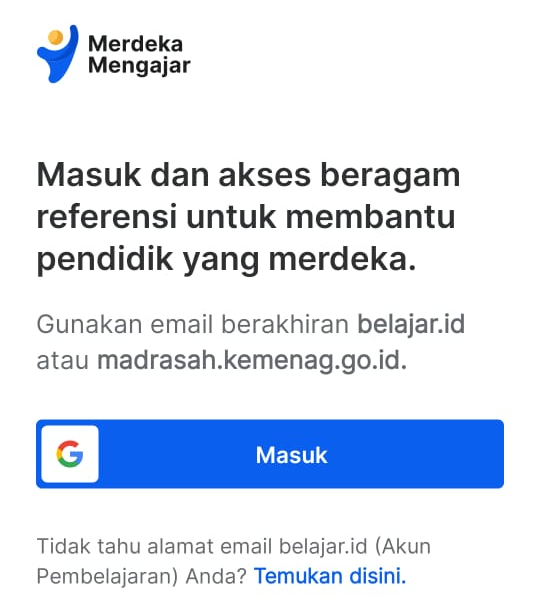 Merdeka
Mengajar
Masuk dan akses beragam
referensi untuk membantu
pendidik yang merdeka.
Gunakan email berakhiran belajar.id
atau madrasah.kemenag.go.id.
G Masuk
Tidak tahu alamat email belajar.id (Akun
Pembelajaran) Anda? Temukan disini.